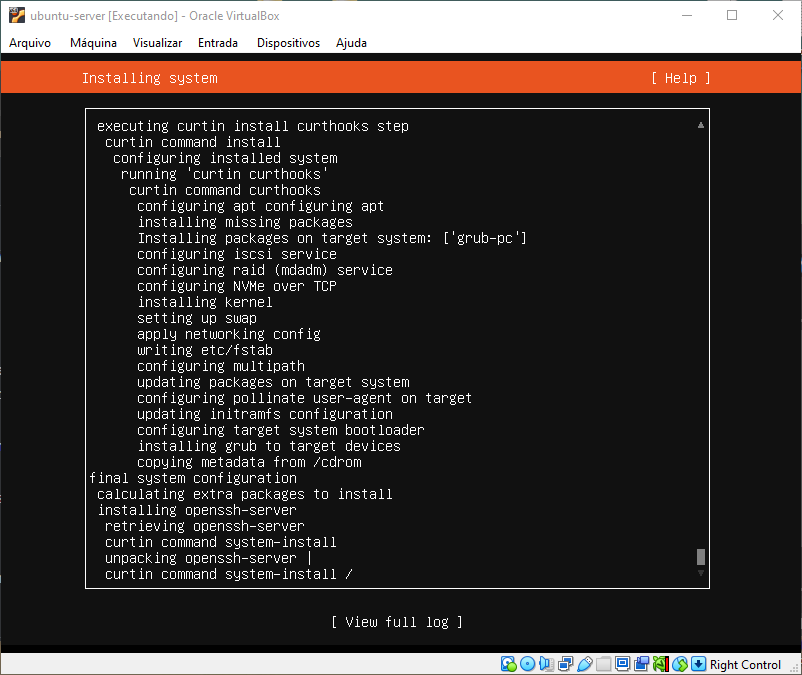 ubuntu-server [Executando] - Oracle VirtualBox
Arquivo Máquina Visualizar Entrada Dispositivos Ajuda
Installing system [ Help ]
executing curtin install curthooks step
curtin command install
configuring installed system
running 'curtin curthooks'
curtin command curthooks
configuring apt configuring apt
installing missing packages
Installing packages on target system: ['grub-pc']
configuring iscsi service
configuring raid (mdadm) service
configuring NVMe over TCP
installing kernel
setting up swap
apply networking config
writing etc/fstab
configuring multipath
updating packages on target system
configuring pollinate user-agent on target
updating initramfs configuration
configuring target system bootloader
installing grub to target devices
copying metadata from /cdrom
final system configuration
calculating extra packages to install
installing openssh-server
retrieving openssh-server
curtin command system-install
unpacking openssh-server |
curtin command system-install /
[ View full log ]
Right Control